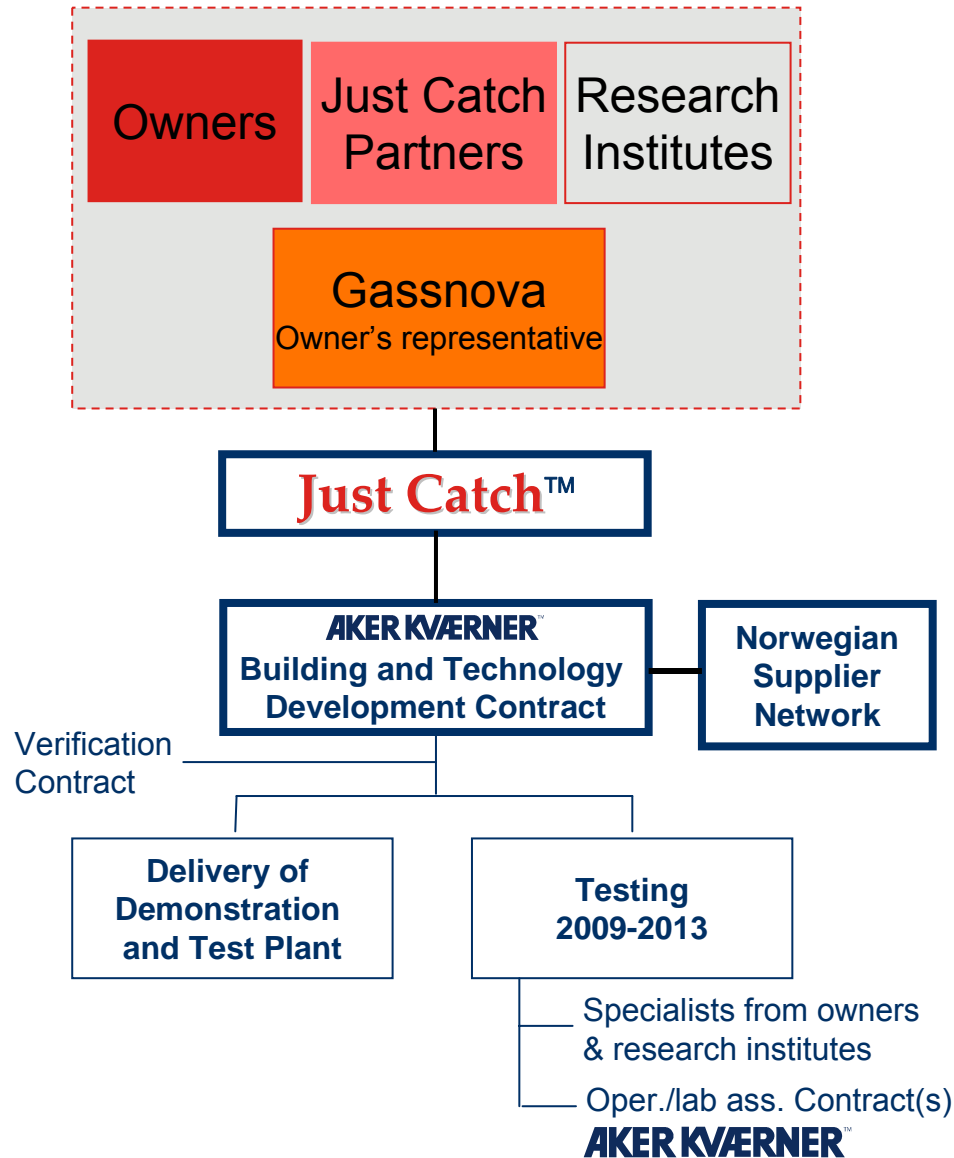 Owners
Just Catch
Partners
Research
Institutes
Gassnova
Owner's representative
Just Catch™
AKER KVÆRNER™
Building and Technology
Development Contract
Norwegian
Supplier
Network
Verification
Contract
Delivery of
Demonstration
and Test Plant
Testing
2009-2013
Specialists from owners
& research institutes
Oper./lab ass. Contract(s)
AKER KVÆRNER™